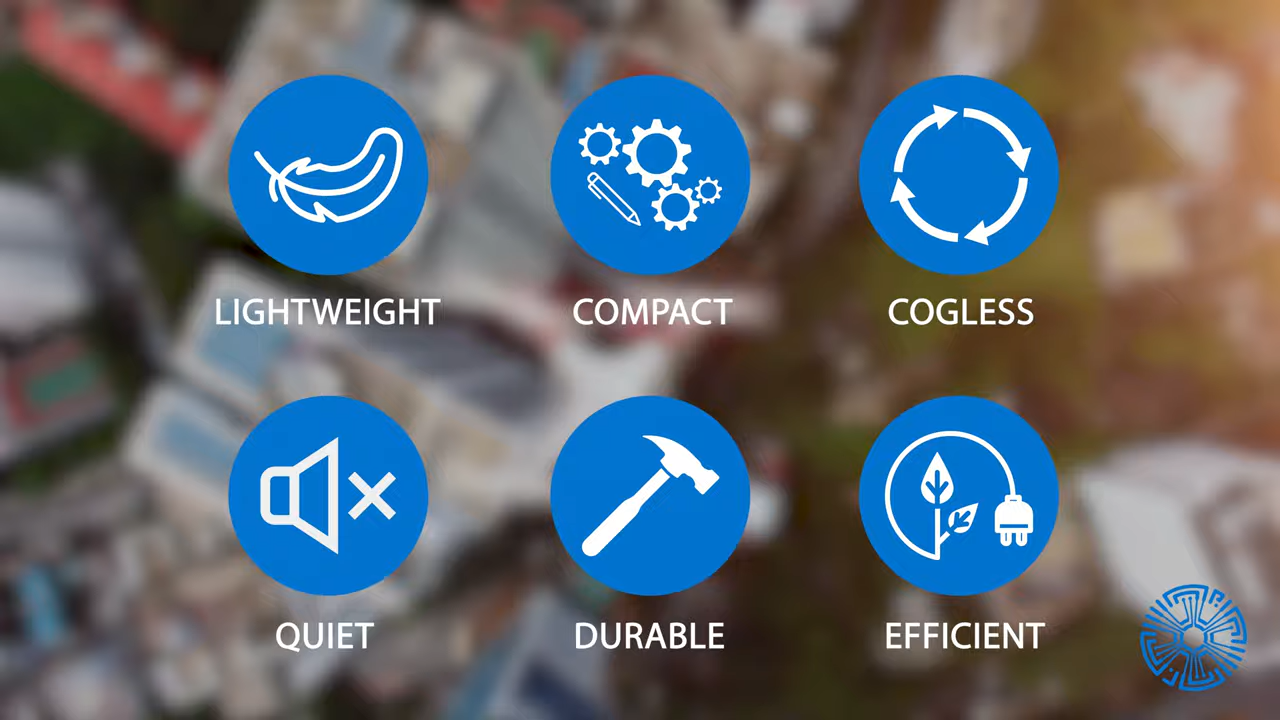 LIGHTWEIGHT
COMPACT
COGLESS
QUIET
DURABLE
EFFICIENT